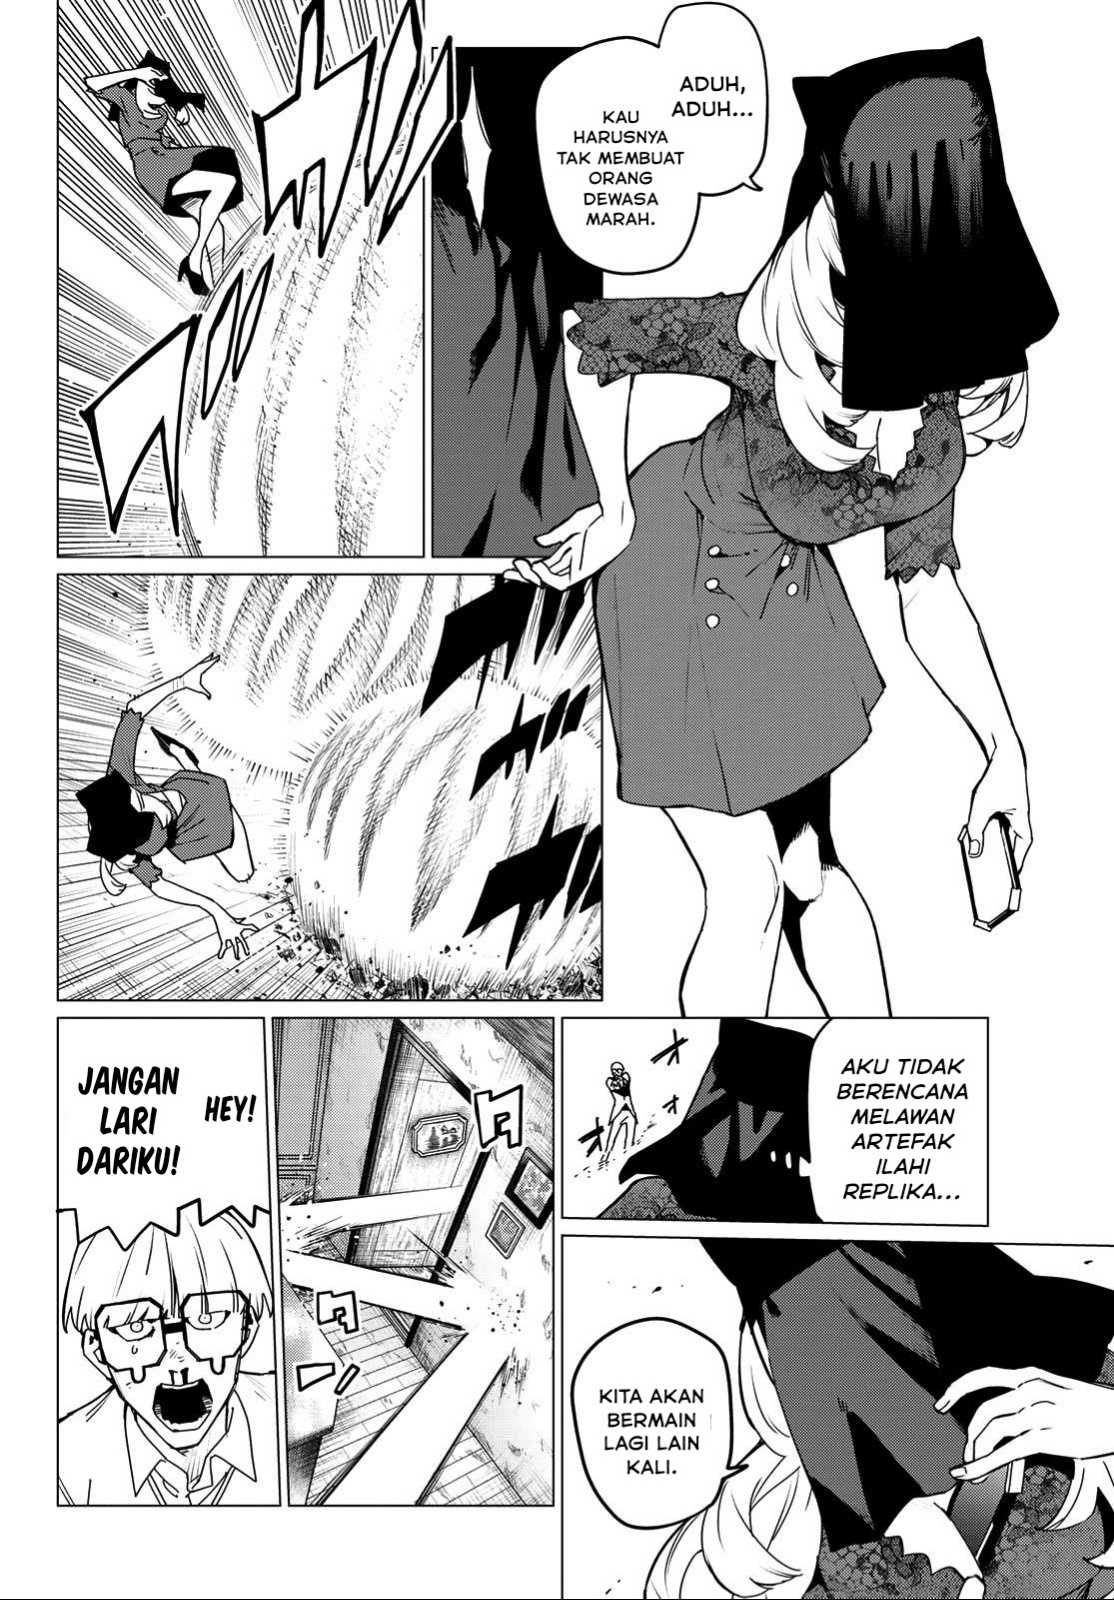 ADUH,
ADUH...
KAU
HARUSNYA
TAK MEMBUAT
ORANG
DEWASA
MARAH.
AKU TIDAK
BERENCANA
MELAWAN
ARTEFAK
ILAHI
REPLIKA...
KITA AKAN
BERMAIN
LAGI LAIN
KALI.
HEY!
JANGAN
LARI
DARIKU!